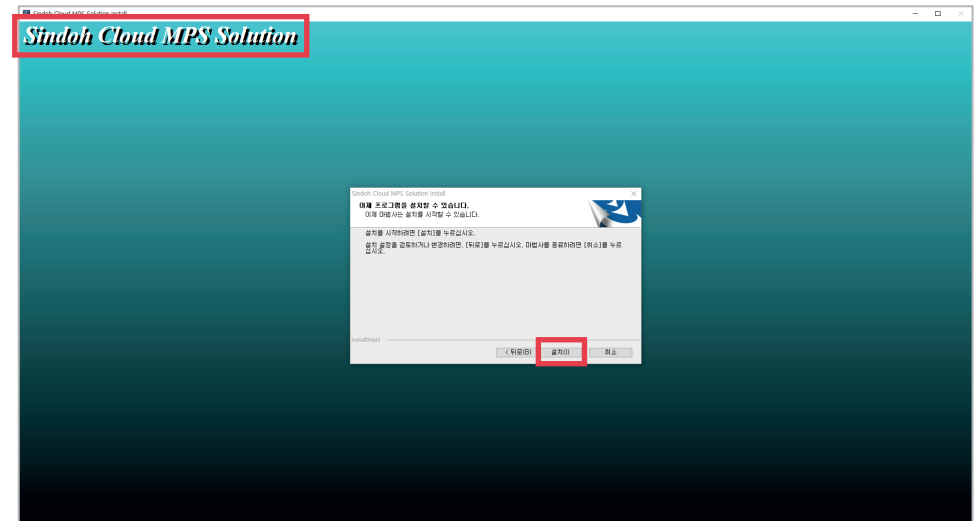 Sindoh Cloud MPS Solution Install
Sindoh Cloud MPS Solution
Sindoh Cloud MPS Solution Install
이제 프로그램을 설치할 수 있습니다.
이제 마법사는 설치를 시작할 수 있습니다.
설치를 시작하려면 [설치]를 누르십시오.
설치 설정을 검토하거나 변경하려면, [뒤로]를 누르십시오. 마법사를 종료하려면 [취소]를 누르
십시오.
InstallShield
< 뒤로(B)
설치(I)
취소